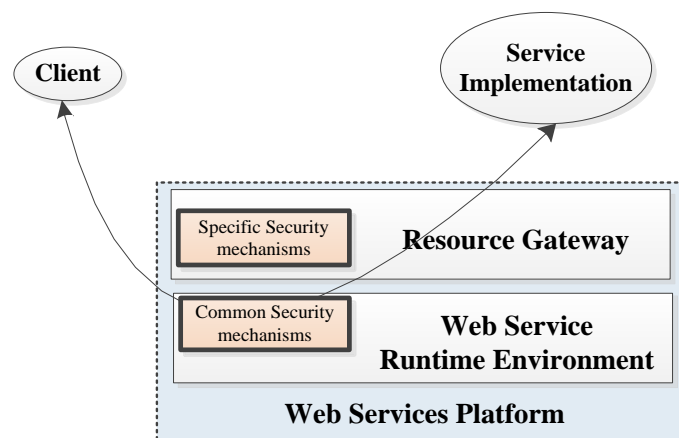 Client
Service
Implementation
Specific Security
mechanisms
Resource Gateway
Common Security
mechanisms
Web Service
Runtime Environment
Web Services Platform